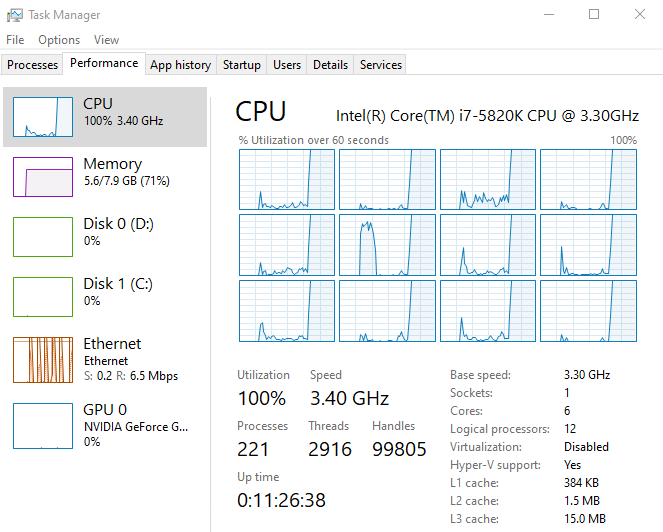 Task Manager
File Options View
Processes Performance App history Startup Users Details Services
CPU
100% 3.40 GHz
Memory
5.6/7.9 GB (71%)
Disk 0 (D:)
0%
Disk 1 (C:)
0%
Ethernet
Ethernet
S: 0.2 R: 6.5 Mbps
GPU 0
NVIDIA GeForce G...
0%
CPU Intel(R) Core(TM) i7-5820K CPU @ 3.30GHz
% Utilization over 60 seconds 100%
Utilization Speed
100% 3.40 GHz
Processes Threads Handles
221 2916 99805
Up time
0:11:26:38
Base speed: 3.30 GHz
Sockets: 1
Cores: 6
Logical processors: 12
Virtualization: Disabled
Hyper-V support: Yes
L1 cache: 384 KB
L2 cache: 1.5 MB
L3 cache: 15.0 MB